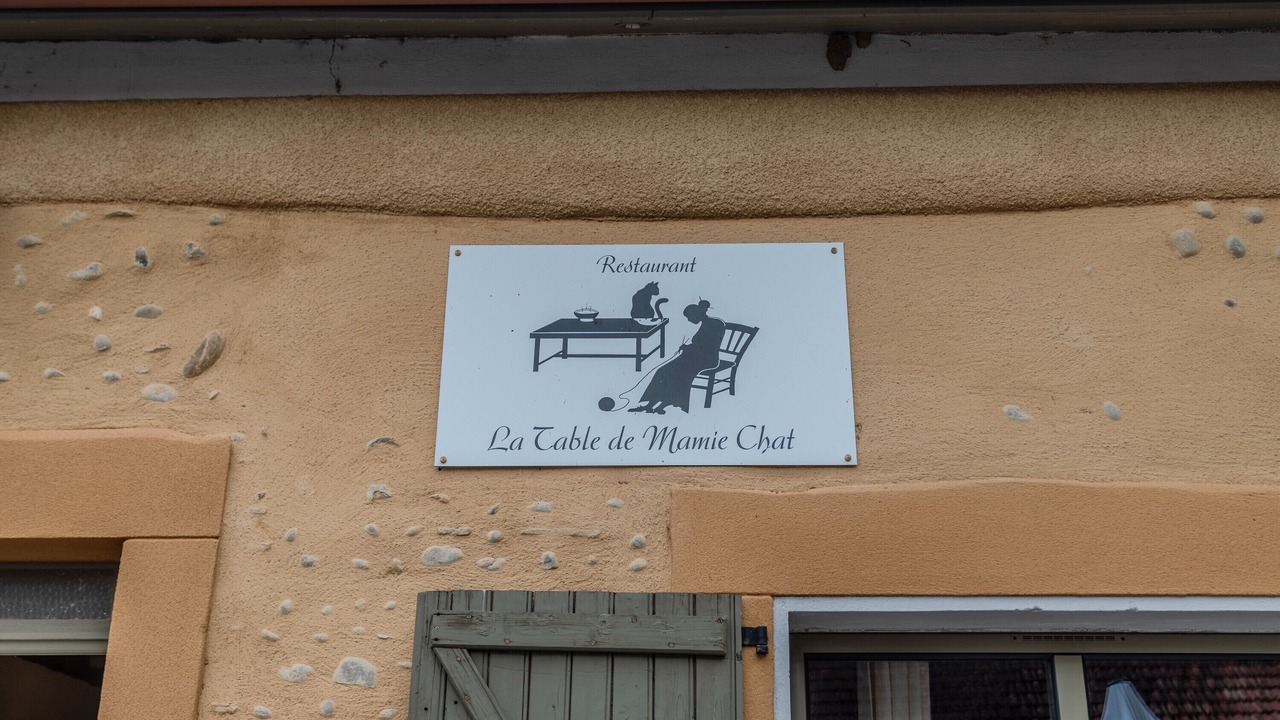 Restaurant
La Table de Mamie Chat